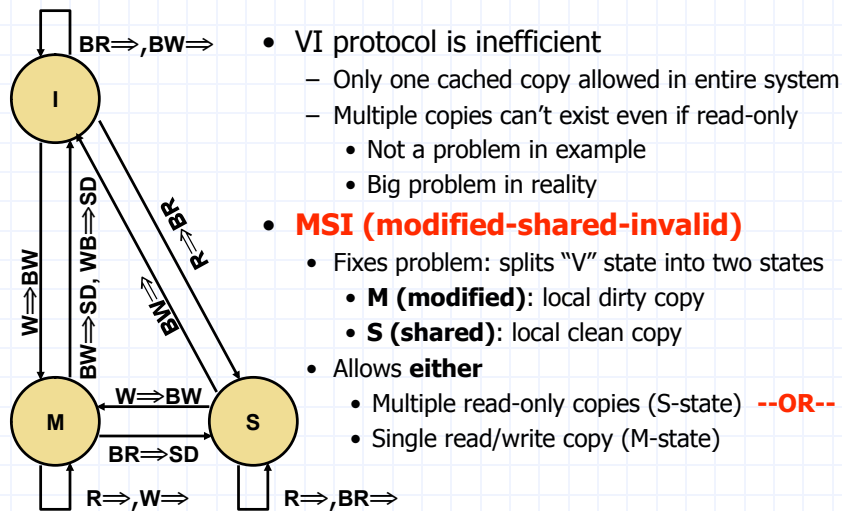 BR⇒,BW⇒
I
W⇒BW
BW⇒SD, WB⇒SD
R⇒BR
BW⇒
W⇒BW
M
S
BR⇒SD
R⇒,W⇒
R⇒,BR⇒
• VI protocol is inefficient
– Only one cached copy allowed in entire system
– Multiple copies can't exist even if read-only
• Not a problem in example
• Big problem in reality
• MSI (modified-shared-invalid)
• Fixes problem: splits “V” state into two states
• M (modified): local dirty copy
• S (shared): local clean copy
• Allows either
• Multiple read-only copies (S-state) --OR--
• Single read/write copy (M-state)